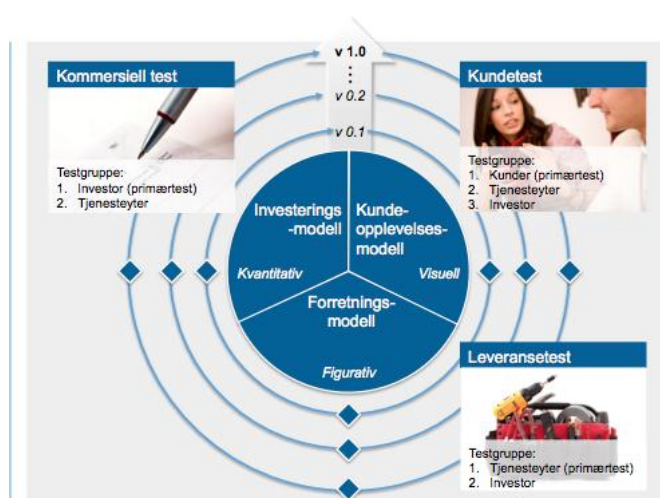 v 1.0
⋮
v 0.2
v 0.1
Kommersiell test
Testgruppe:
1. Investor (primærtest)
2. Tjenesteyter
Kundetest
Testgruppe:
1. Kunder (primærtest)
2. Tjenesteyter
3. Investor
Investerings
-modell
Kvantitativ
Kunde-
opplevelses-
modell
Visuell
Forretnings-
modell
Figurativ
Leveransetest
Testgruppe:
1. Tjenesteyter (primærtest)
2. Investor